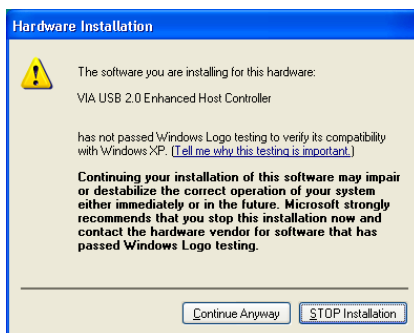 Hardware Installation
The software you are installing for this hardware:
VIA USB 2.0 Enhanced Host Controller
has not passed Windows Logo testing to verify its compatibility
with Windows XP. (Tell me why this testing is important.)
Continuing your installation of this software may impair
or destabilize the correct operation of your system
either immediately or in the future. Microsoft strongly
recommends that you stop this installation now and
contact the hardware vendor for software that has
passed Windows Logo testing.
Continue Anyway
STOP Installation